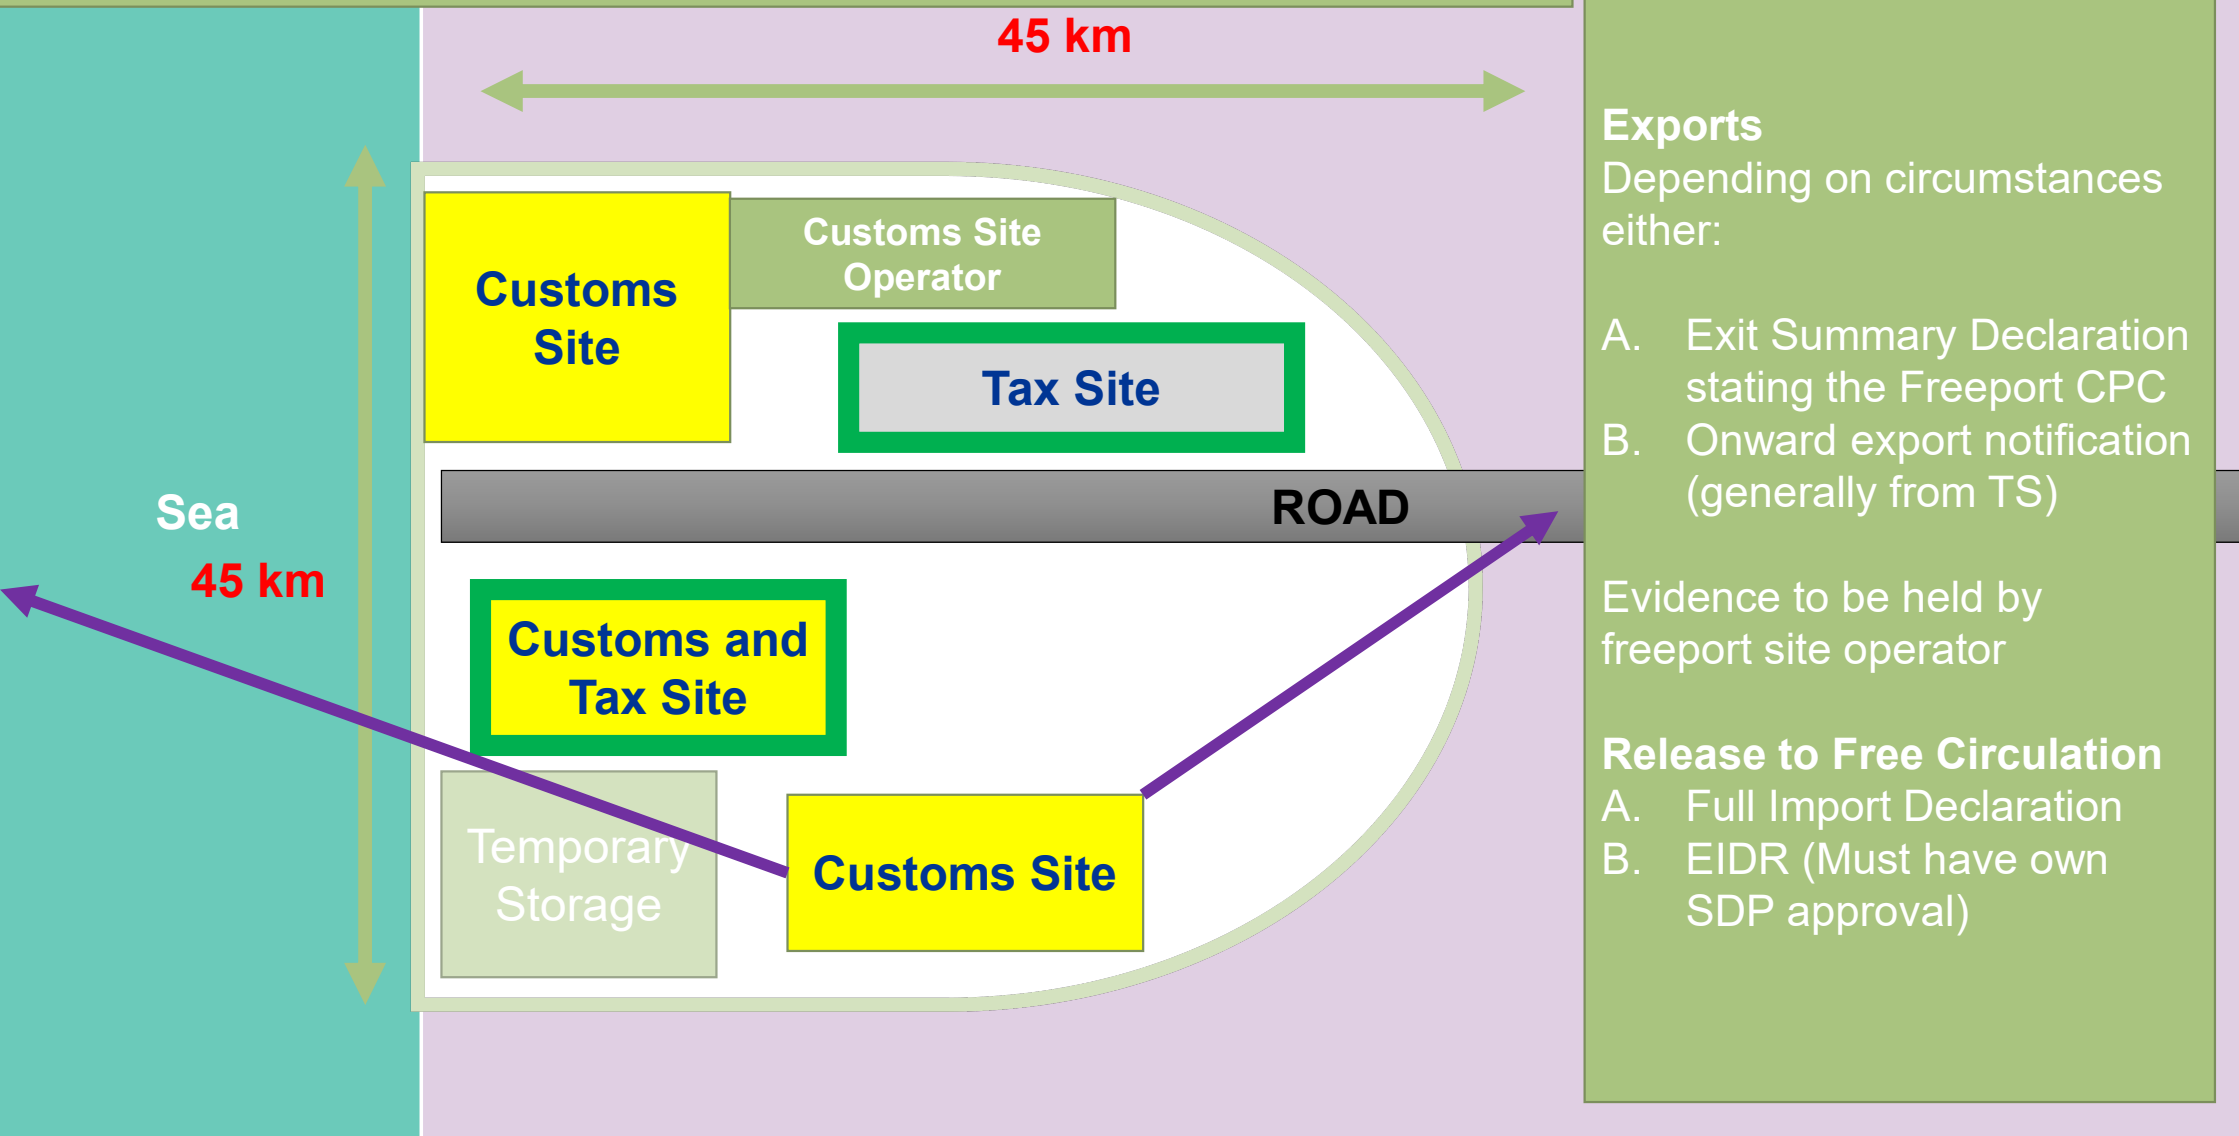 45 km
Customs
Site
Customs Site
Operator
Tax Site
ROAD
Sea
45 km
Customs and
Tax Site
Temporary
Storage
Customs Site
Exports
Depending on circumstances
either:
A. Exit Summary Declaration
stating the Freeport CPC
B. Onward export notification
(generally from TS)
Evidence to be held by
freeport site operator
Release to Free Circulation
A. Full Import Declaration
B. EIDR (Must have own
SDP approval)